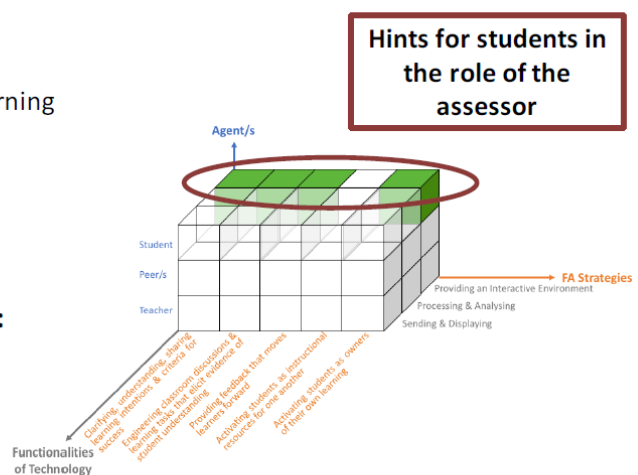 Hints for students in
the role of the
assessor
rning
Agent/s
Student
Peer/s
Teacher
FA Strategies
Providing an Interactive Environment
Processing & Analysing
Sending & Displaying
:
Clarifying, understanding, sharing
learning intentions & criteria for
success
Engineering classroom discussions &
learning tasks that elicit evidence of
student understanding
Providing feedback that moves
learners forward
Activating students as instructional
resources for one another
Activating students as owners
of their own learning
Functionalities
of Technology